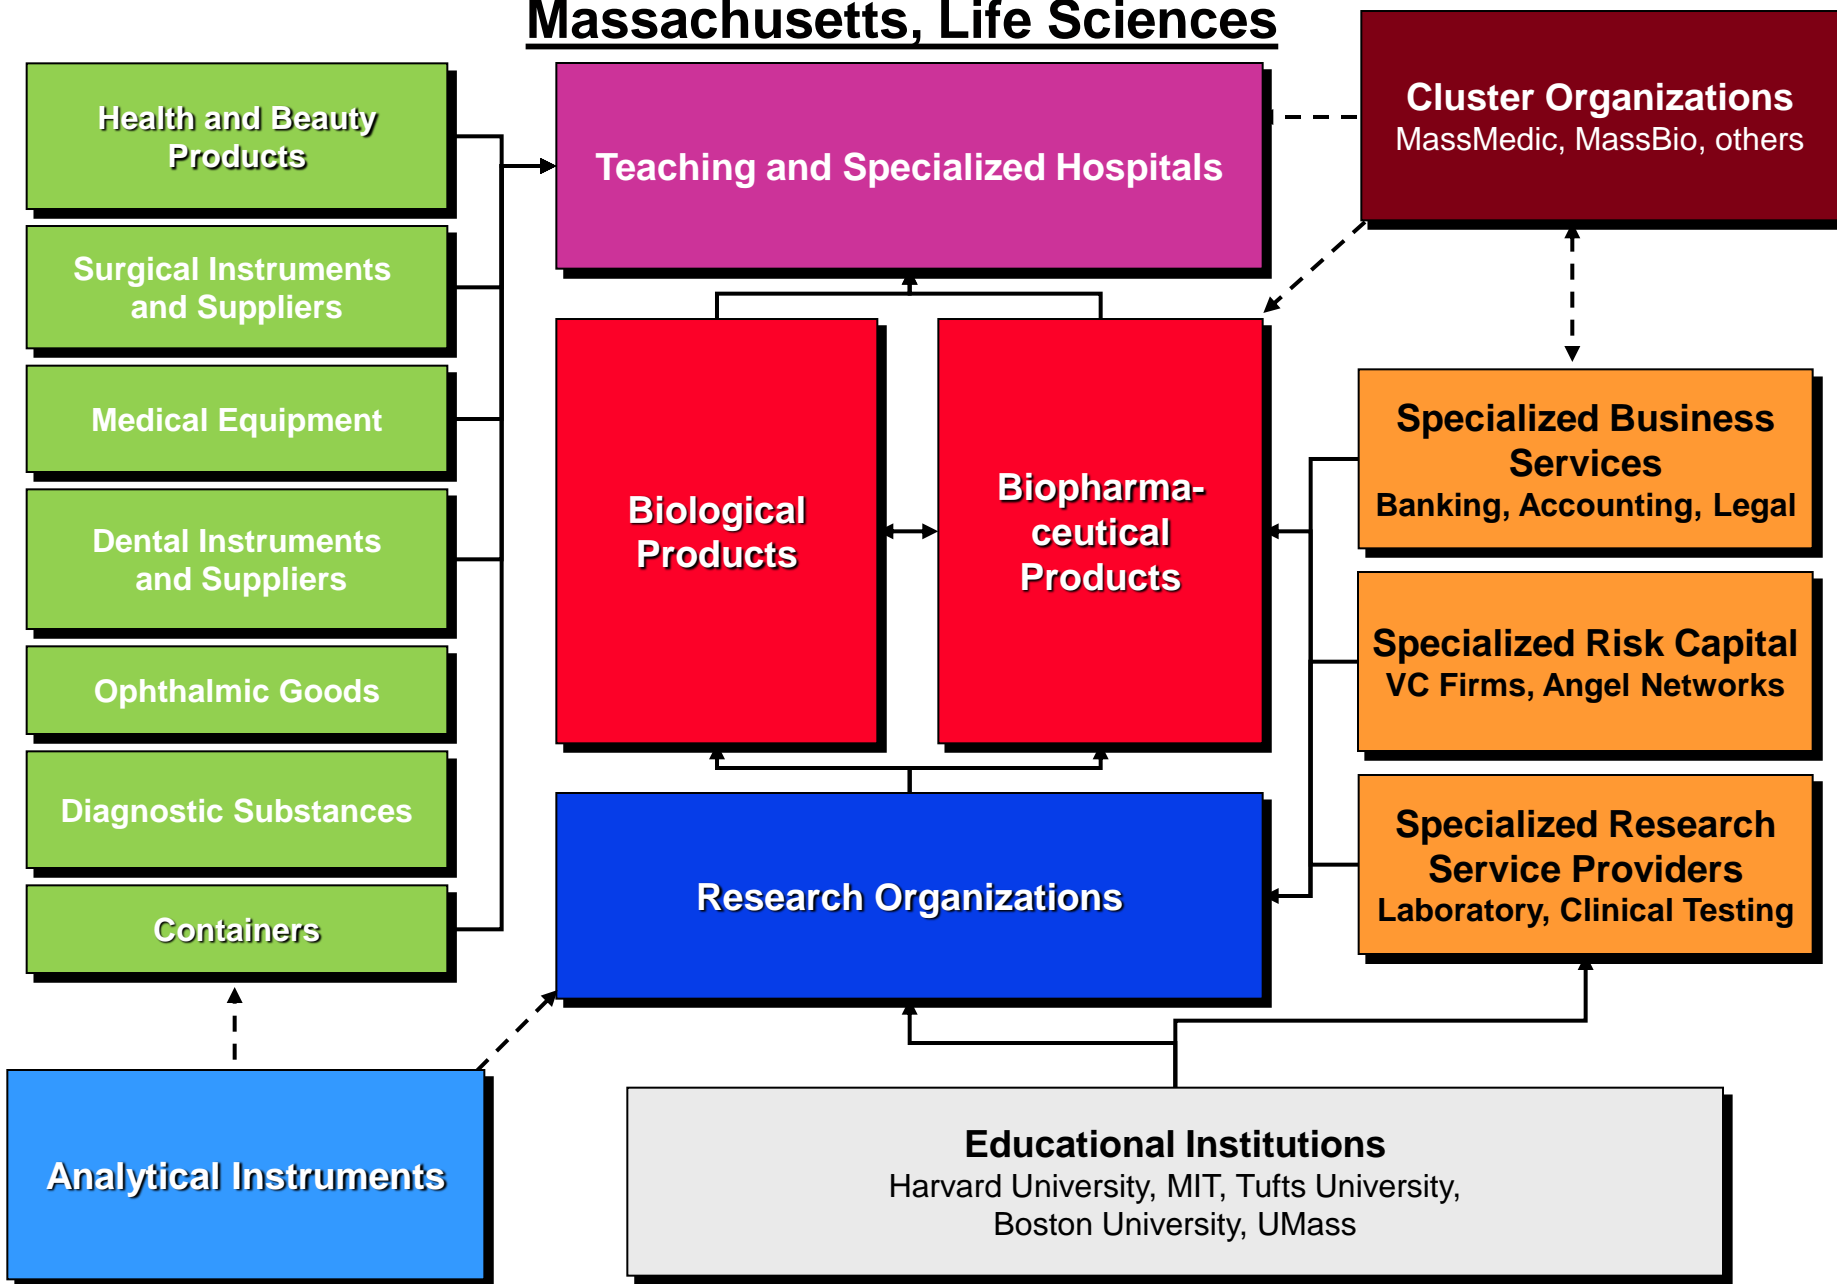 Massachusetts, Life Sciences
Cluster Organizations
MassMedic, MassBio, others
Health and Beauty
Products
Teaching and Specialized Hospitals
Surgical Instruments
and Suppliers
Medical Equipment
Dental Instruments
and Suppliers
Ophthalmic Goods
Diagnostic Substances
Containers
Biological
Products
Biopharma-
ceutical
Products
Specialized Business
Services
Banking, Accounting, Legal
Specialized Risk Capital
VC Firms, Angel Networks
Specialized Research
Service Providers
Laboratory, Clinical Testing
Research Organizations
Analytical Instruments
Educational Institutions
Harvard University, MIT, Tufts University,
Boston University, UMass